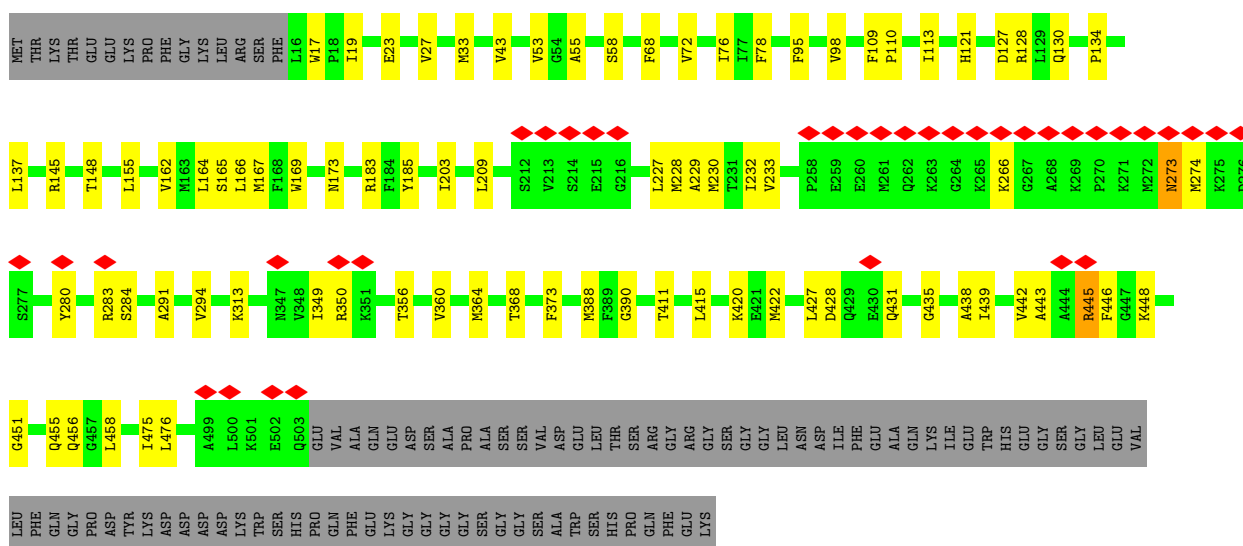 MET THR LYS THR GLU GLU LYS PRO PHE GLY LYS LEU ARG SER PHE L16 W17 P18 I19 E23 V27 M33 V43 V53 G54 A55 S58 F68 V72 I76 I77 F78 F95 V98 F109 P110 I113 H121 D127 R128 L129 Q130 P134
L137 R145 T148 L155 V162 M163 L164 S165 L166 M167 F168 W169 N173 R183 F184 Y185 I203 L209 S212 V213 S214 E215 G216 L227 M228 A229 M230 T231 I232 V233 P258 E259 E260 M261 Q262 K263 G264 K265 K266 G267 A268 K269 P270 K271 M272 N273 M274 K275
S277 Y280 R283 S284 A291 V294 K313 N347 V348 I349 R350 K351 T356 V360 M364 T368 F373 M388 F389 G390 T411 L415 K420 E421 M422 L427 D428 Q429 E430 Q431 G435 A438 I439 V442 A443 A444 R445 F446 G447 K448
G451 Q455 Q456 G457 L458 I475 L476 A499 L500 K501 E502 Q503 GLU VAL ALA GLN GLU ASP SER ALA PRO ALA SER SER VAL ASP GLU LEU THR SER ARG GLY ARG GLY SER GLY GLY LEU ASN ASP ILE PHE GLU ALA GLN LYS ILE GLU TRP HIS GLU GLY SER GLY LEU GLU VAL
LEU PHE GLN GLY PRO ASP TYR LYS ASP ASP ASP ASP LYS TRP SER HIS PRO GLN PHE GLU LYS GLY GLY GLY GLY SER GLY GLY SER ALA TRP SER HIS PRO GLN PHE GLU LYS